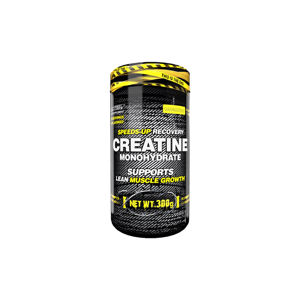 SPEEDS-UP RECOVERY
CREATINE
MONOHYDRATE
SUPPORTS
LEAN MUSCLE GROWTH
NET WT. 300g